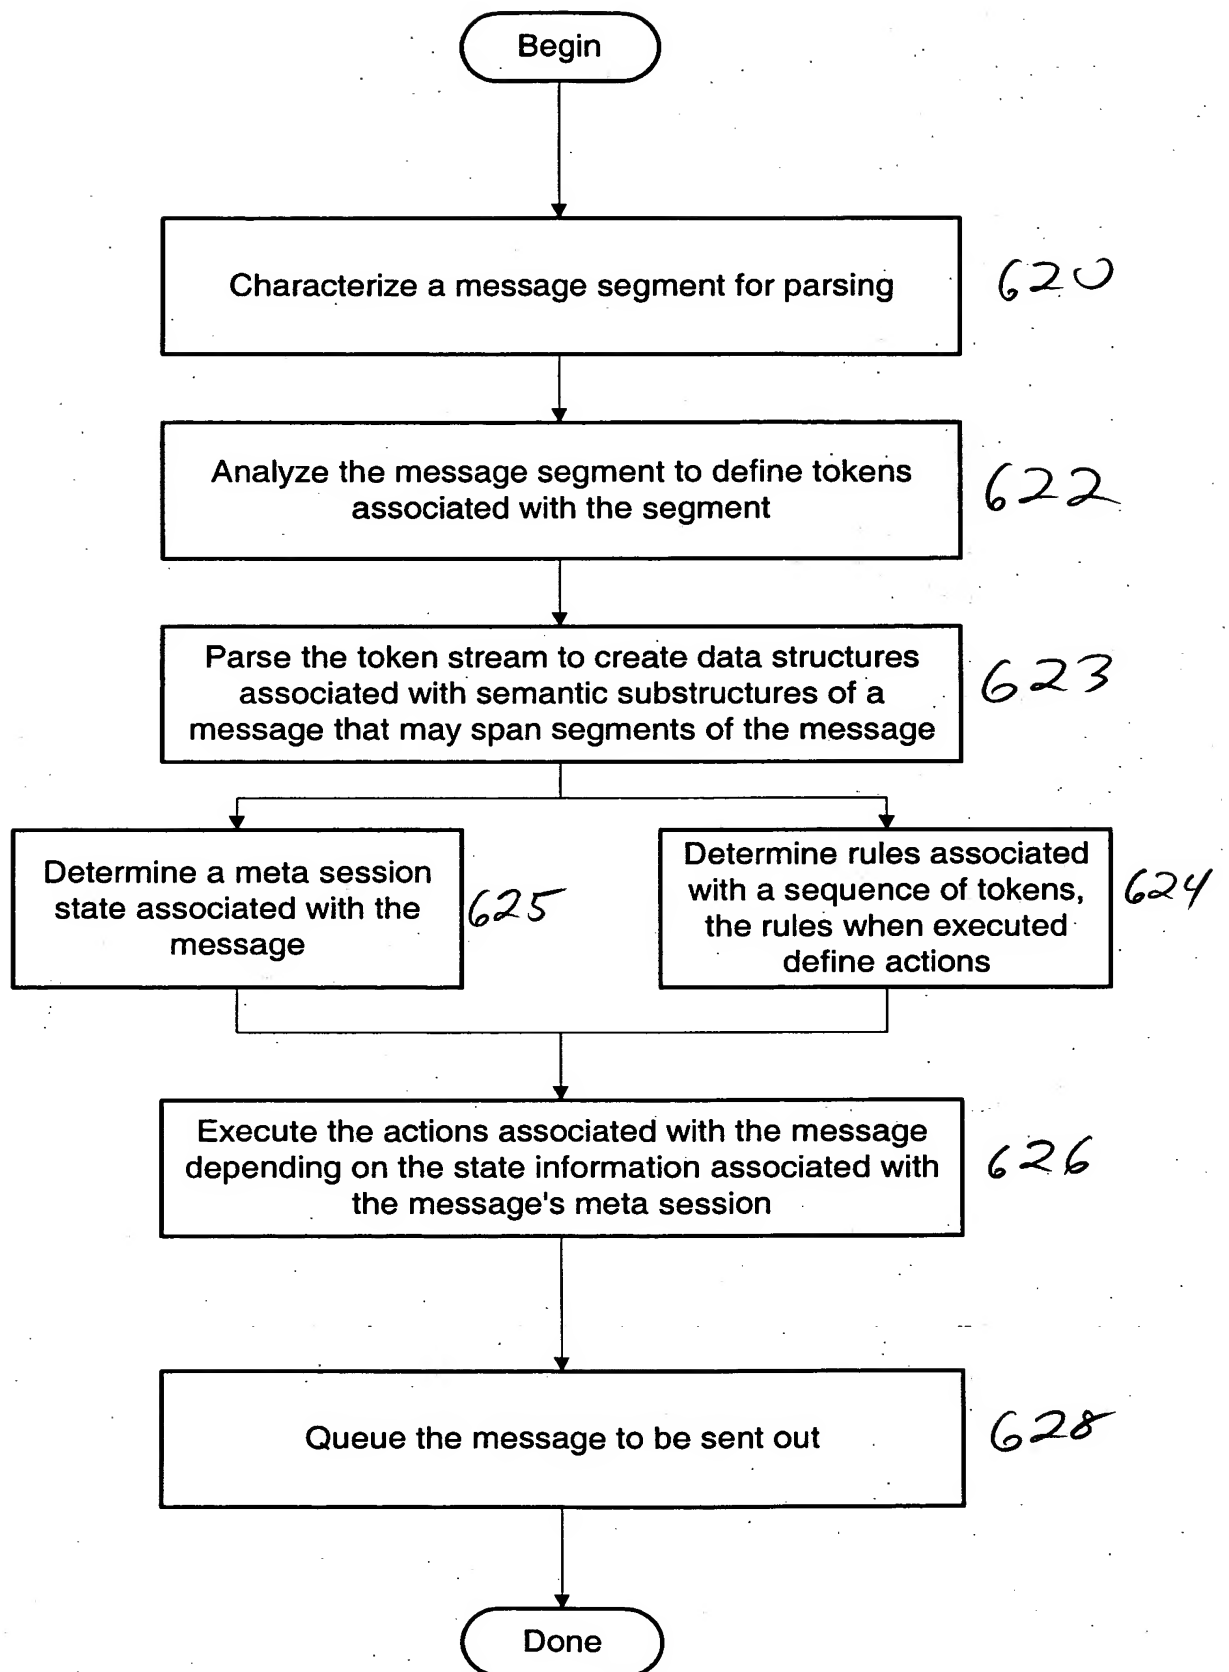 Begin
Characterize a message segment for parsing
620
Analyze the message segment to define tokens
associated with the segment
622
Parse the token stream to create data structures
associated with semantic substructures of a
message that may span segments of the message
623
Determine a meta session
state associated with the
message
625
Determine rules associated
with a sequence of tokens,
the rules when executed
define actions
624
Execute the actions associated with the message
depending on the state information associated with
the message's meta session
626
Queue the message to be sent out
628
Done